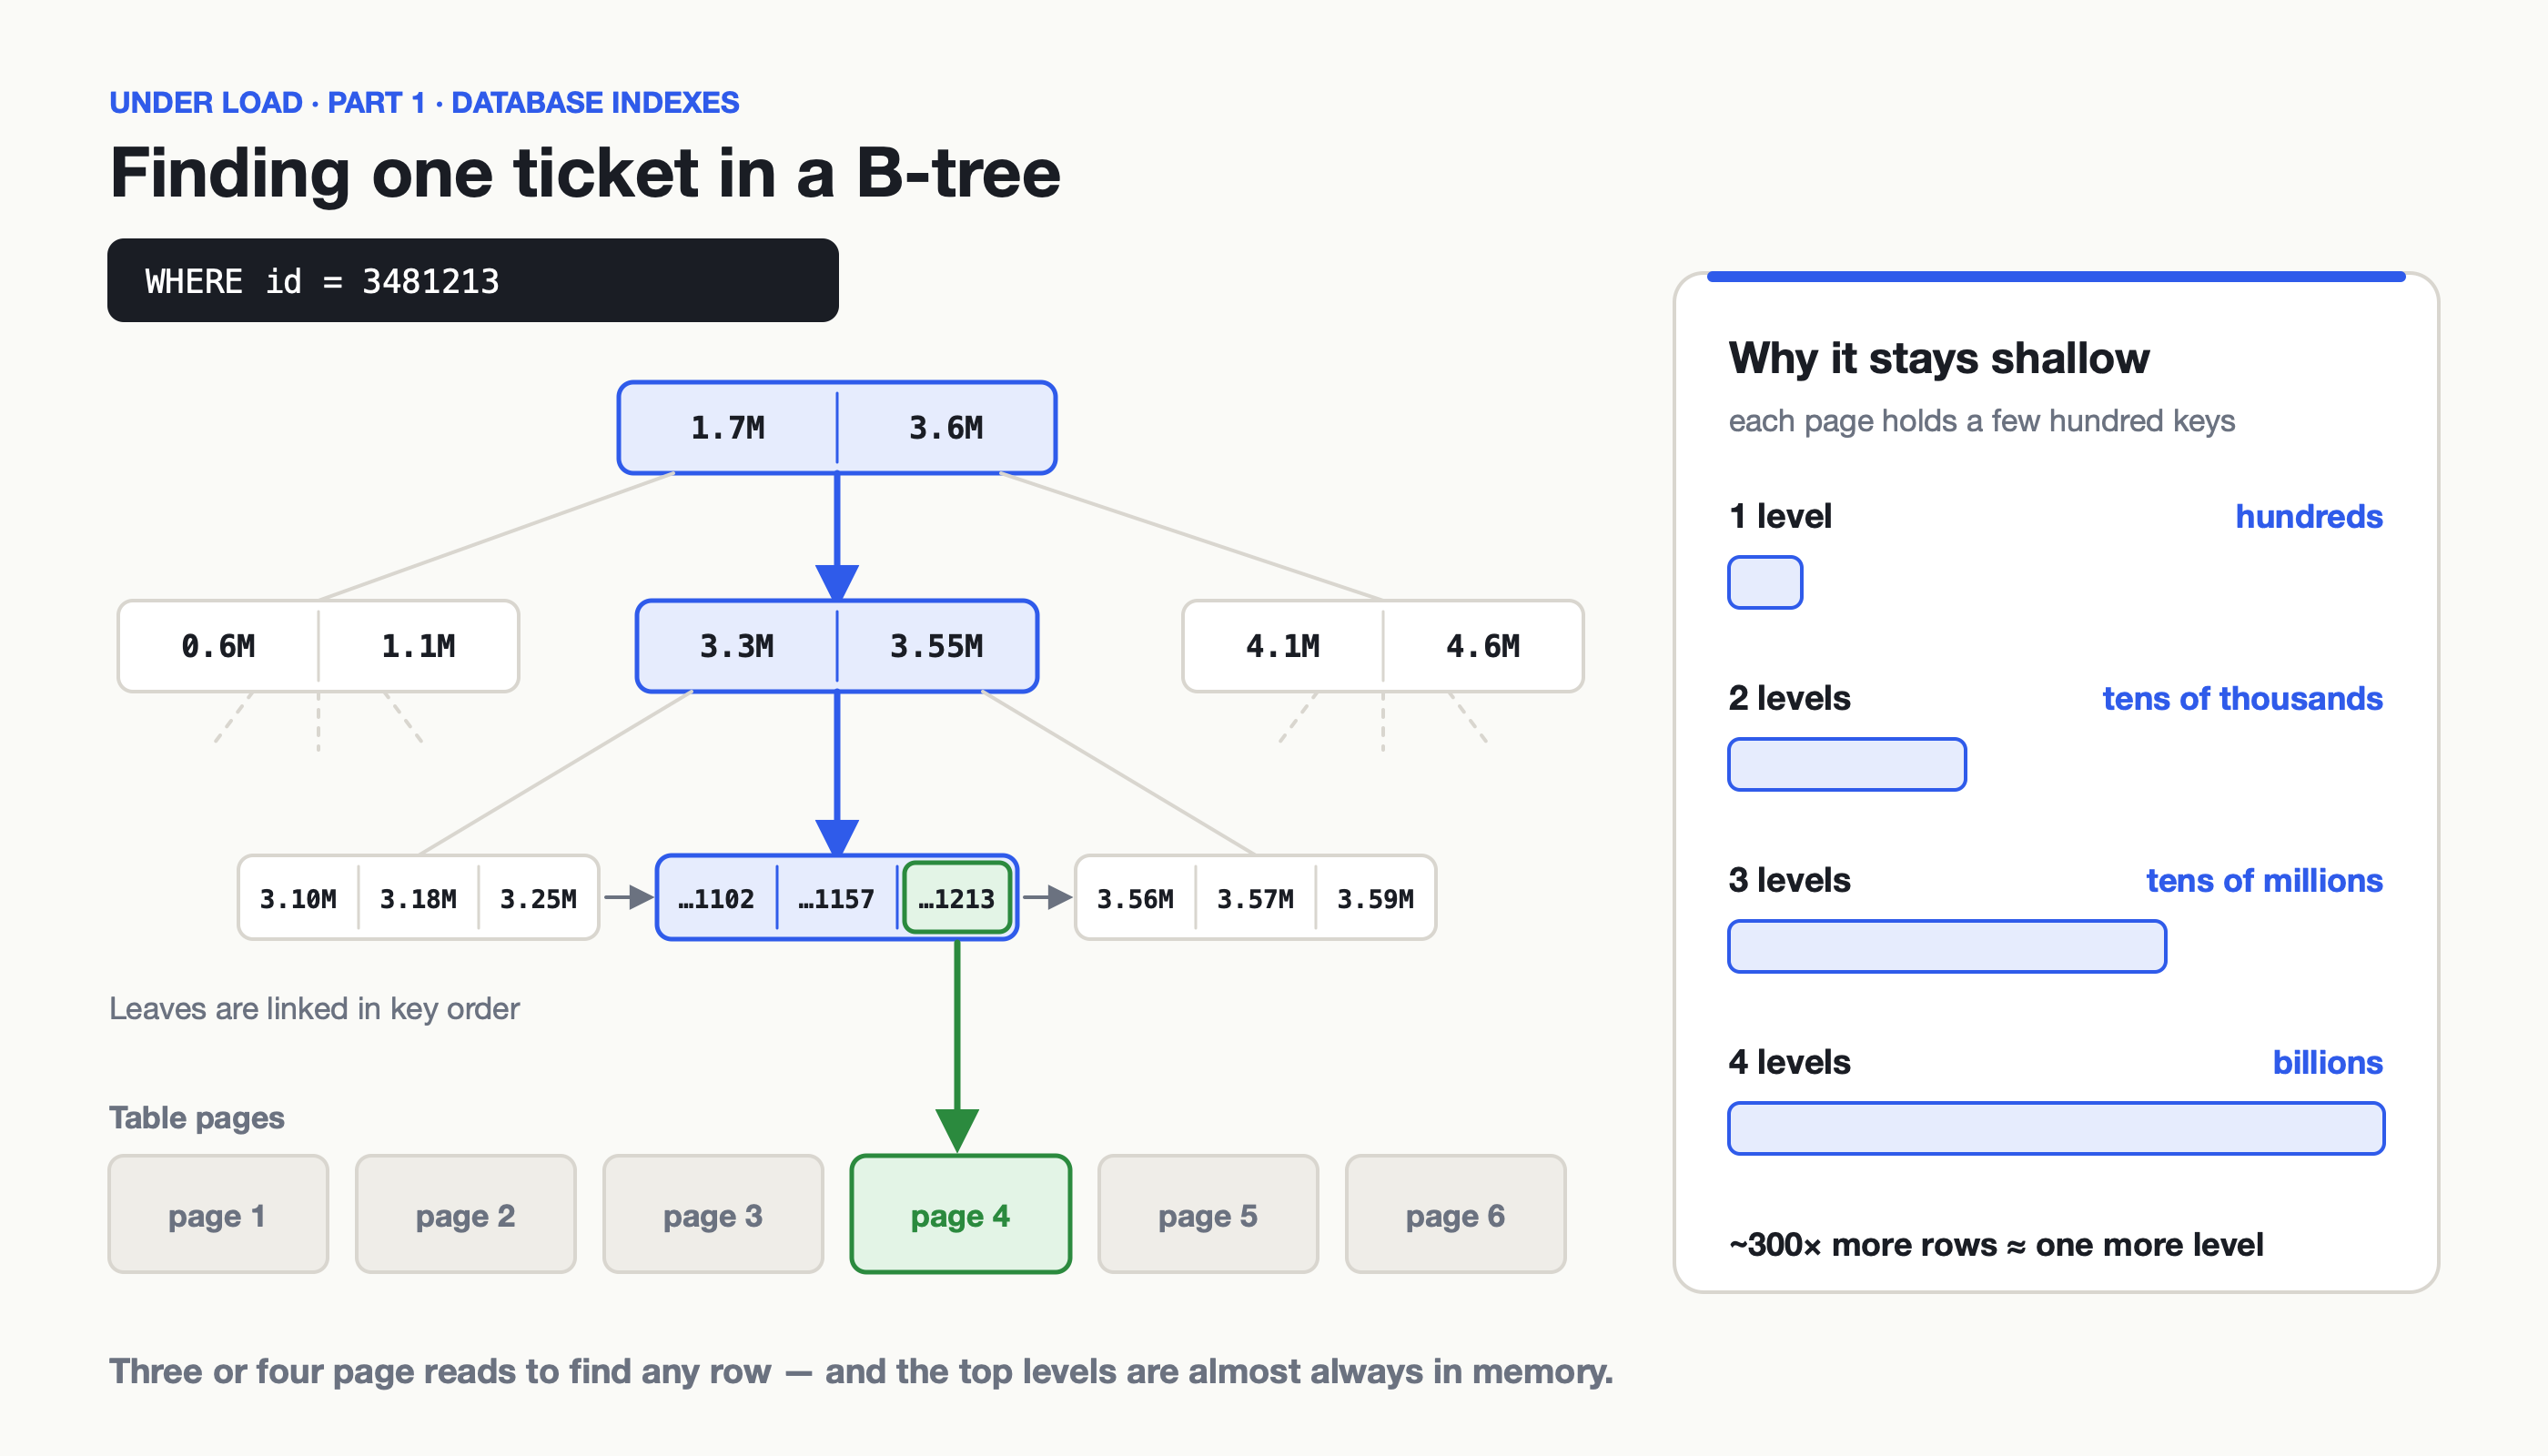 UNDER LOAD · PART 1 · DATABASE INDEXES
Finding one ticket in a B-tree
WHERE id = 3481213
1.7M 3.6M
0.6M 1.1M 3.3M 3.55M 4.1M 4.6M
3.10M 3.18M 3.25M …1102 …1157 …1213 3.56M 3.57M 3.59M
Leaves are linked in key order
Table pages
page 1 page 2 page 3 page 4 page 5 page 6
Why it stays shallow
each page holds a few hundred keys
1 level hundreds
2 levels tens of thousands
3 levels tens of millions
4 levels billions
~300× more rows ≈ one more level
Three or four page reads to find any row — and the top levels are almost always in memory.